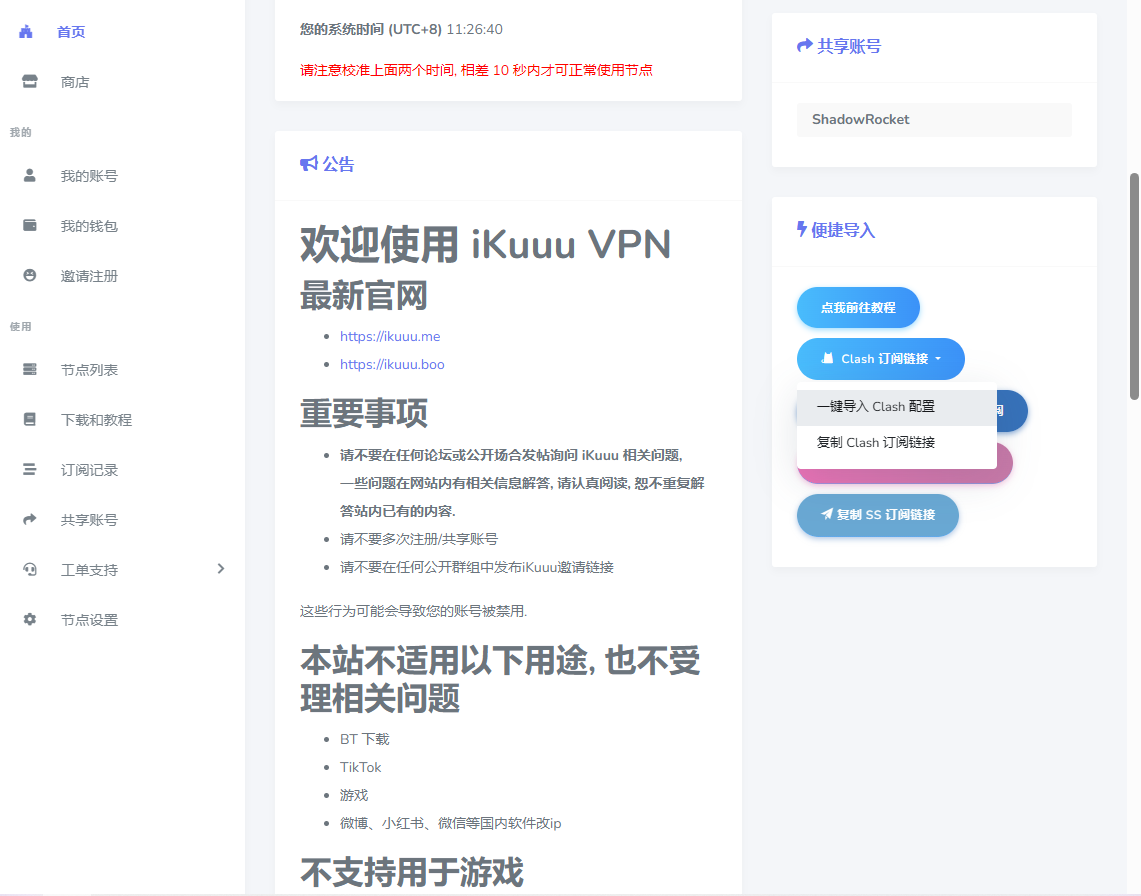 首页
商店
我的
我的账号
我的钱包
邀请注册
使用
节点列表
下载和教程
订阅记录
共享账号
工单支持
节点设置
您的系统时间 (UTC+8) 11:26:40
请注意校准上面两个时间, 相差 10 秒内才可正常使用节点
公告
欢迎使用 iKuuu VPN
最新官网
https://ikuuu.me
https://ikuuu.boo
重要事项
请不要在任何论坛或公开场合发帖询问 iKuuu 相关问题,
一些问题在网站内有相关信息解答, 请认真阅读, 恕不重复解
答站内已有的内容.
请不要多次注册/共享账号
请不要在任何公开群组中发布iKuuu邀请链接
这些行为可能会导致您的账号被禁用.
本站不适用以下用途, 也不受
理相关问题
BT 下载
TikTok
游戏
微博、小红书、微信等国内软件改ip
不支持用于游戏
共享账号
ShadowRocket
便捷导入
点我前往教程
Clash 订阅链接
一键导入 Clash 配置
复制 Clash 订阅链接
复制 SS 订阅链接